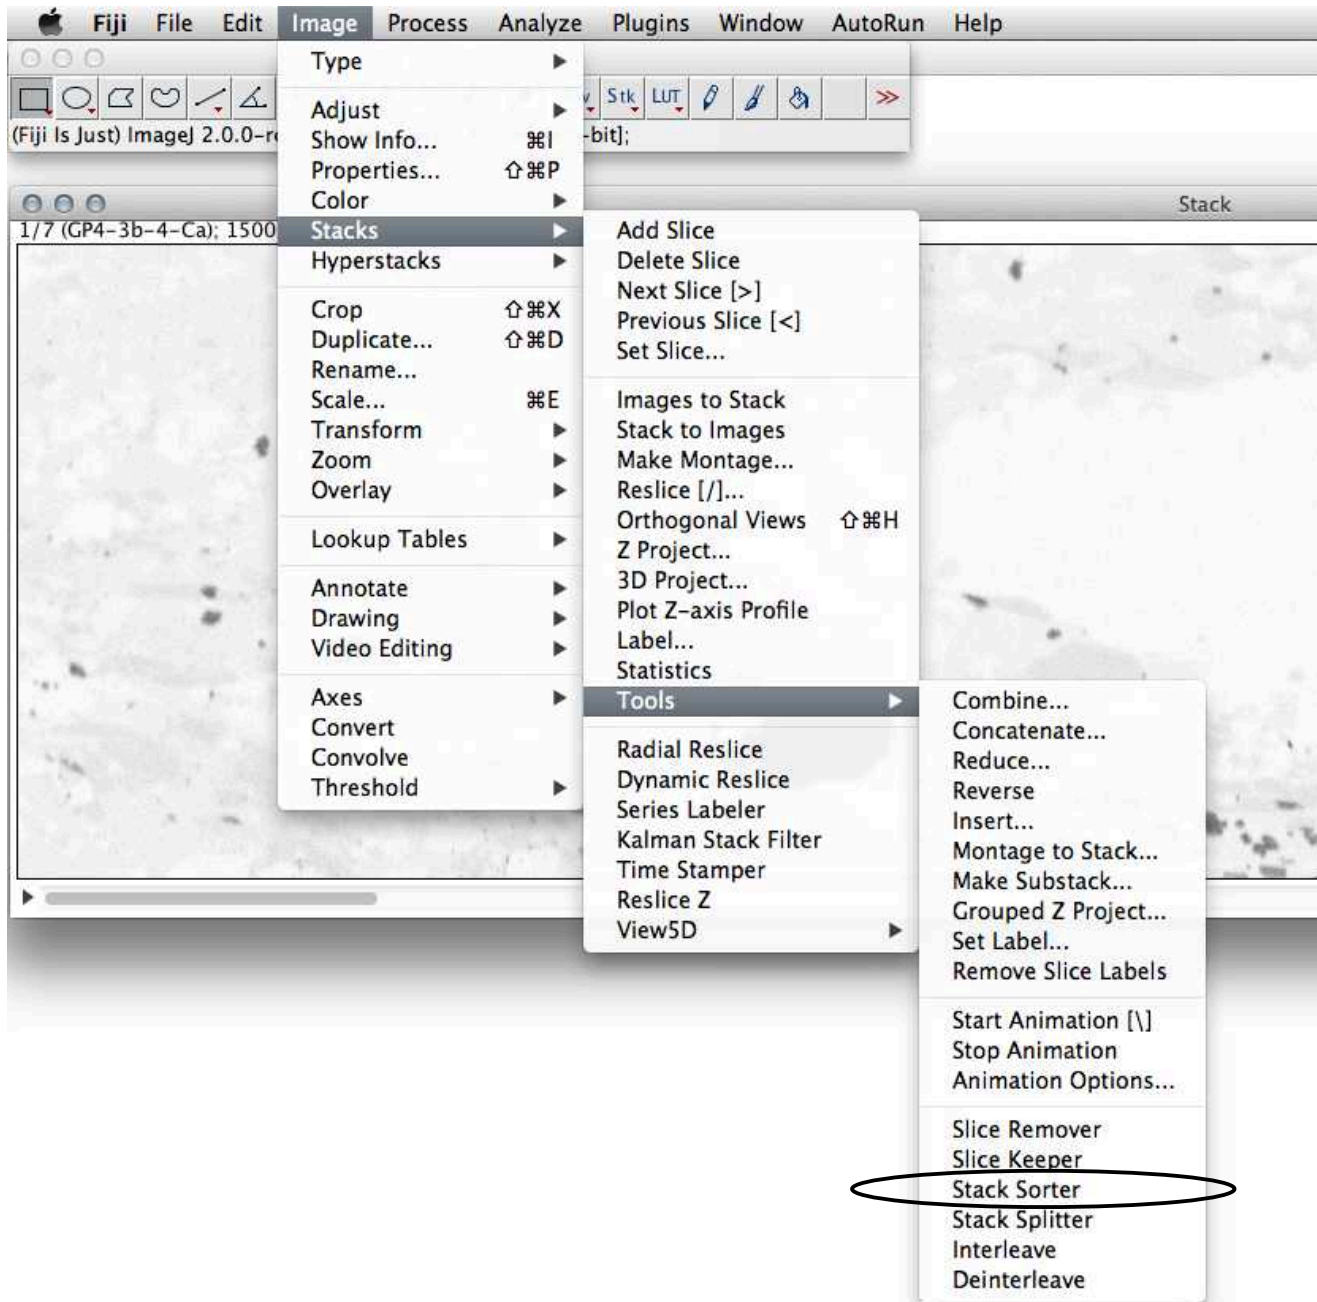 Fiji File Edit Image Process Analyze Plugins Window AutoRun Help
Stk LUT >>
(Fiji Is Just) ImageJ 2.0.0-r
-bit];
Stack
1/7 (GP4-3b-4-Ca); 1500
Type
Adjust
Show Info... ⌘I
Properties... ⇧⌘P
Color
Stacks
Hyperstacks
Crop ⇧⌘X
Duplicate... ⇧⌘D
Rename...
Scale... ⌘E
Transform
Zoom
Overlay
Lookup Tables
Annotate
Drawing
Video Editing
Axes
Convert
Convolve
Threshold
Add Slice
Delete Slice
Next Slice [>]
Previous Slice [<]
Set Slice...
Images to Stack
Stack to Images
Make Montage...
Reslice [/]...
Orthogonal Views ⇧⌘H
Z Project...
3D Project...
Plot Z-axis Profile
Label...
Statistics
Tools
Radial Reslice
Dynamic Reslice
Series Labeler
Kalman Stack Filter
Time Stamper
Reslice Z
View5D
Combine...
Concatenate...
Reduce...
Reverse
Insert...
Montage to Stack...
Make Substack...
Grouped Z Project...
Set Label...
Remove Slice Labels
Start Animation [\]
Stop Animation
Animation Options...
Slice Remover
Slice Keeper
Stack Sorter
Stack Splitter
Interleave
Deinterleave